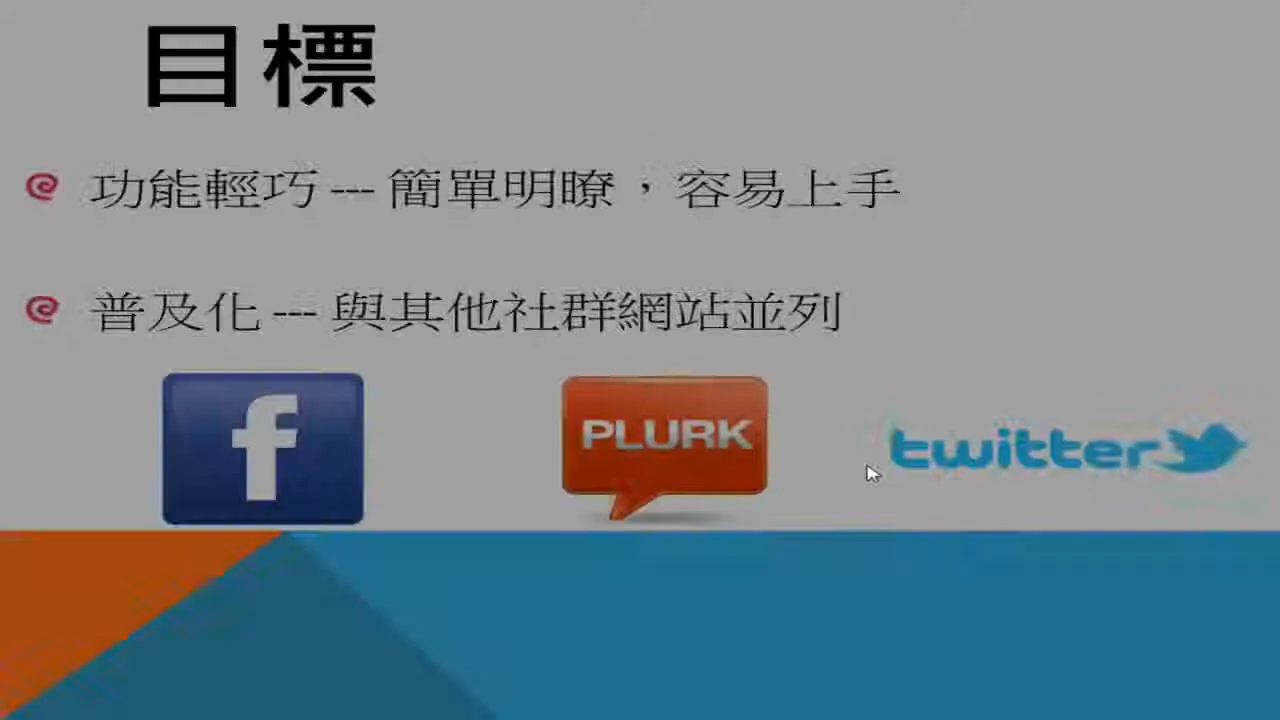 目標
功能輕巧 --- 簡單明瞭，容易上手
普及化 --- 與其他社群網站並列
f
PLURK
twitter